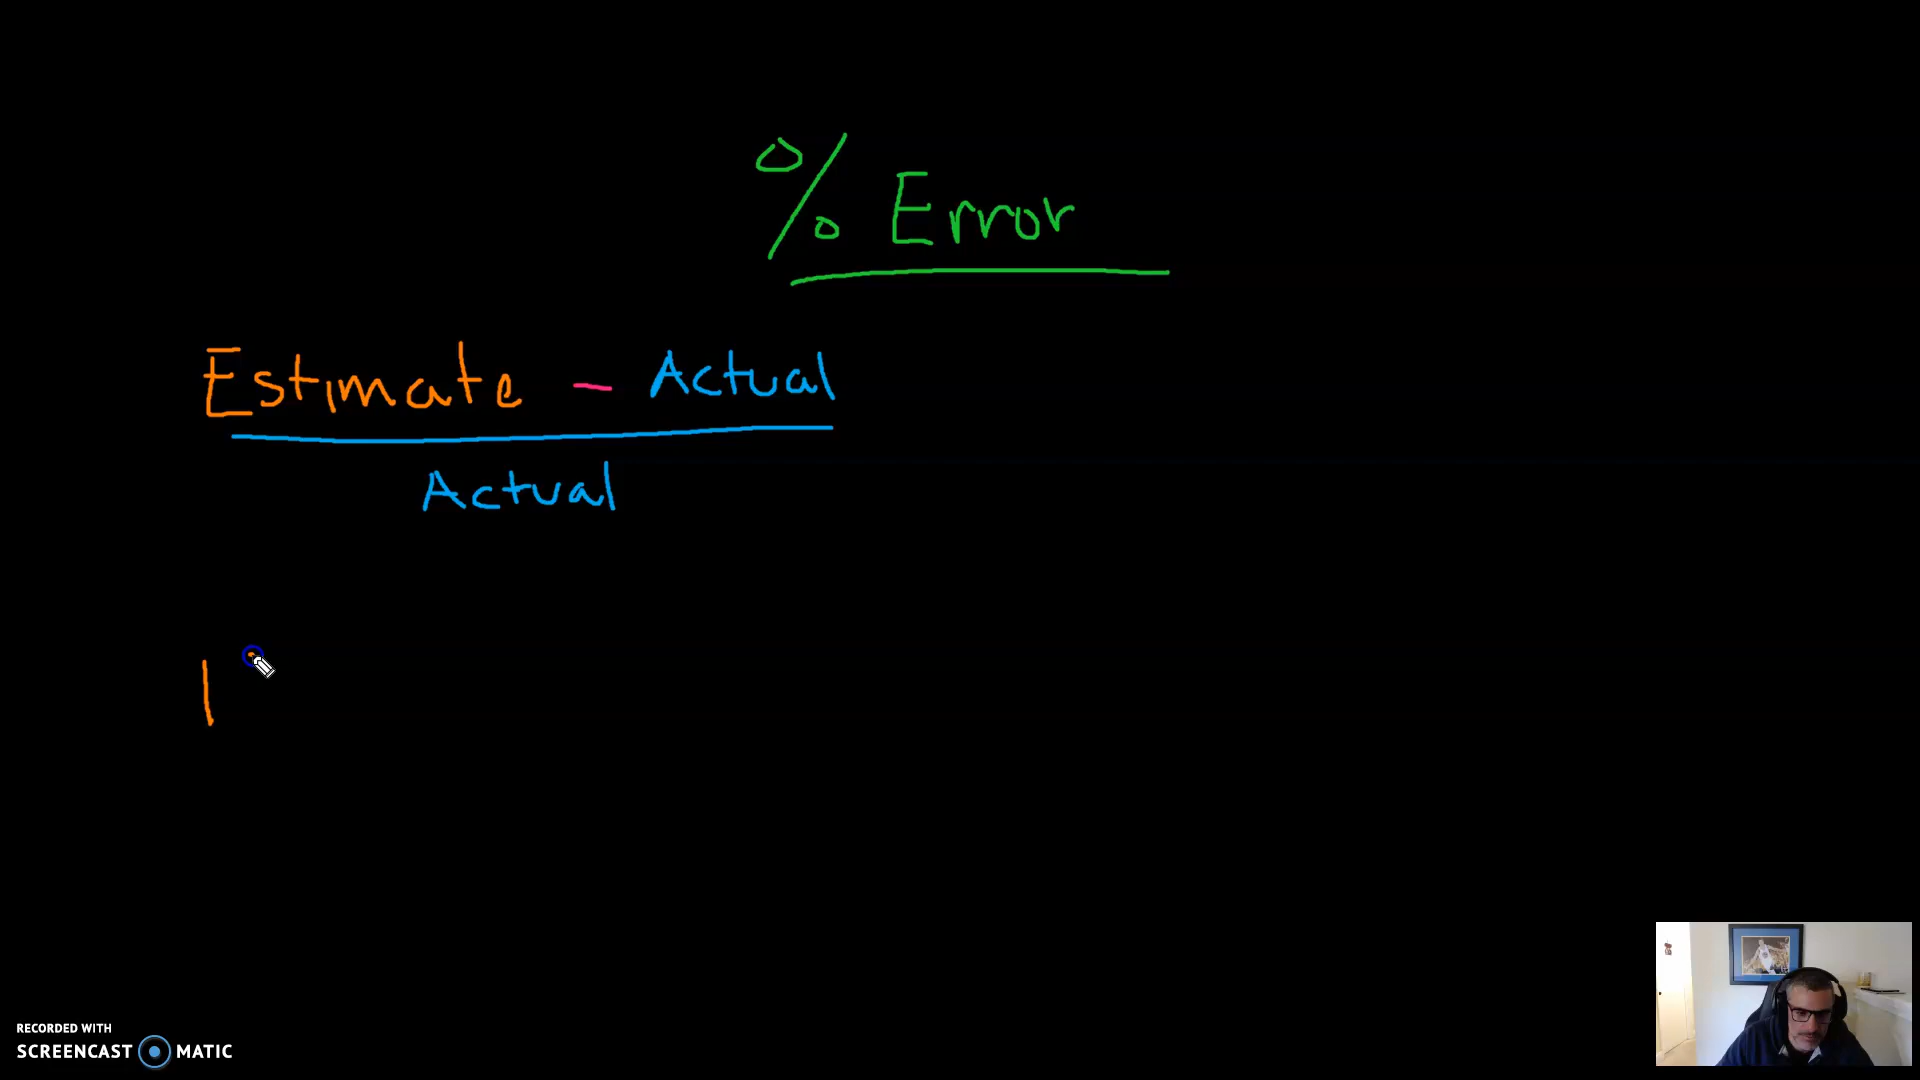 % Error
Estimate - Actual
Actual
RECORDED WITH
SCREENCAST MATIC